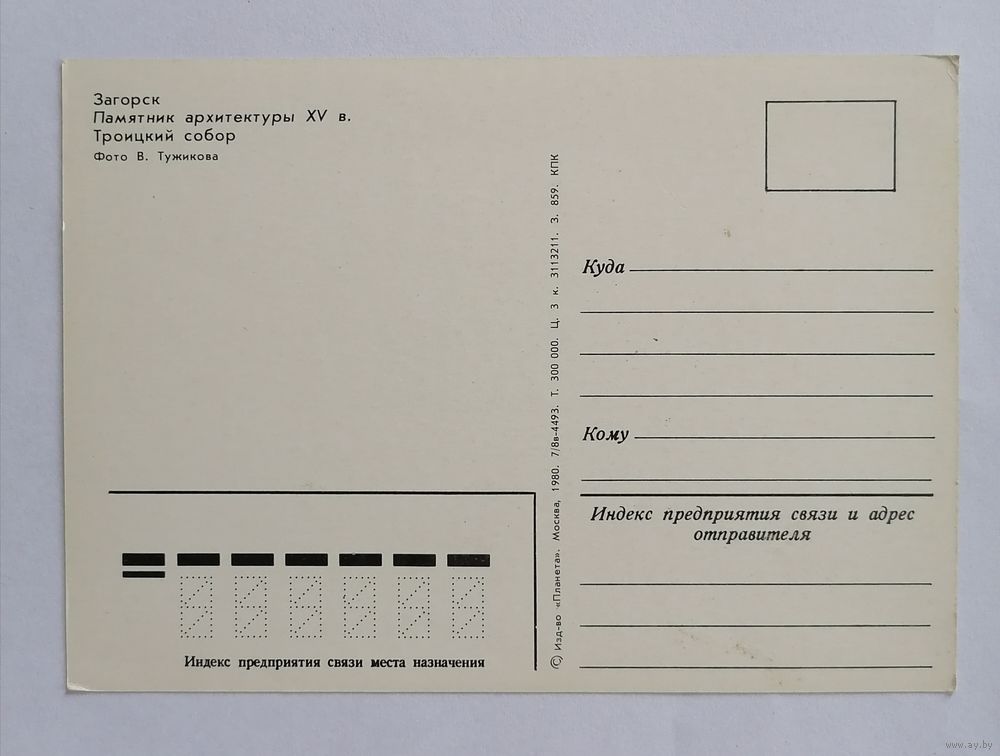 Загорск
Памятник архитектуры XV в.
Троицкий собор
Фото В. Тужикова
© Изд-во «Планета». Москва, 1980. 7/8в-4493. Т. 300 000. Ц. 3 к. 3113211. З. 859. КПК
Куда
Кому
Индекс предприятия связи и адрес
отправителя
Индекс предприятия связи места назначения
www.ay.by